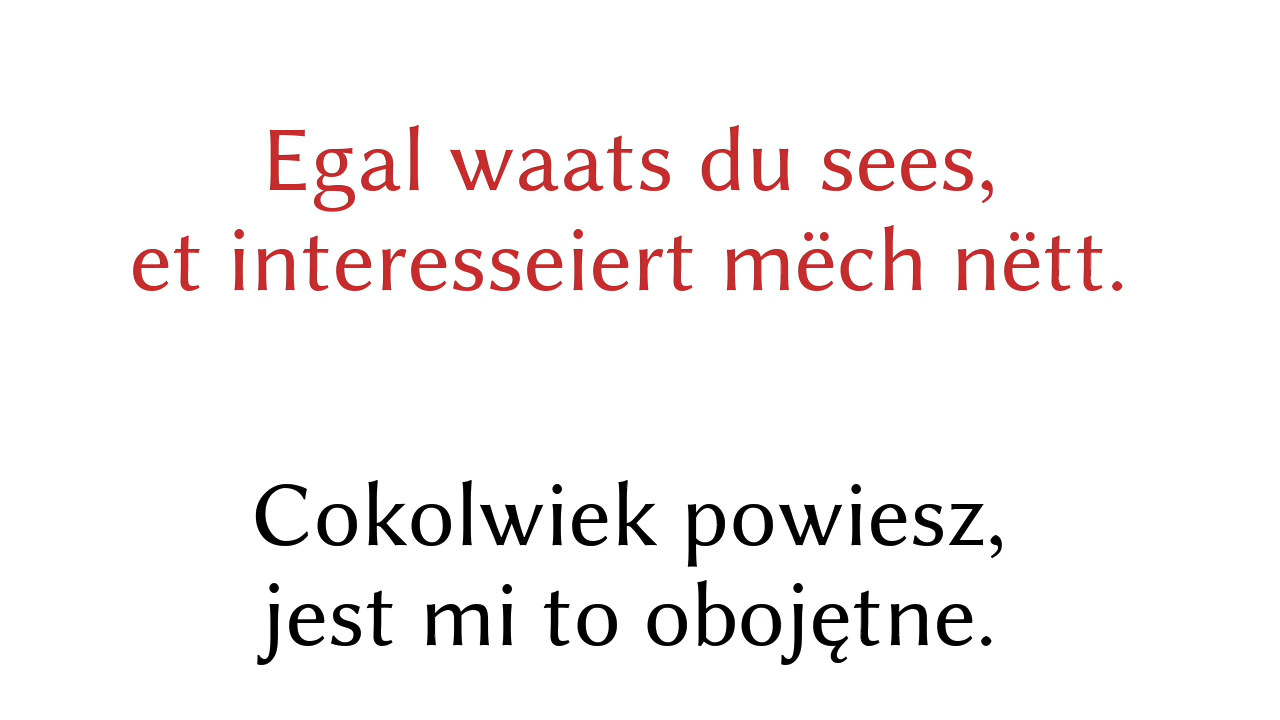 Egal waats du sees,
et interesseiert mëch nëtt.
Cokolwiek powiesz,
jest mi to obojętne.